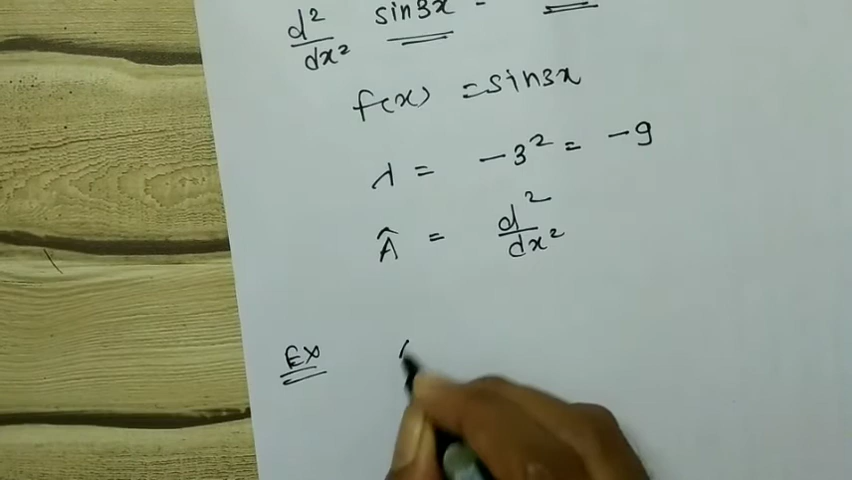 d²/dx² sin3x =
f(x) = sin3x
λ = -3² = -9
Â = d²/dx²
Ex